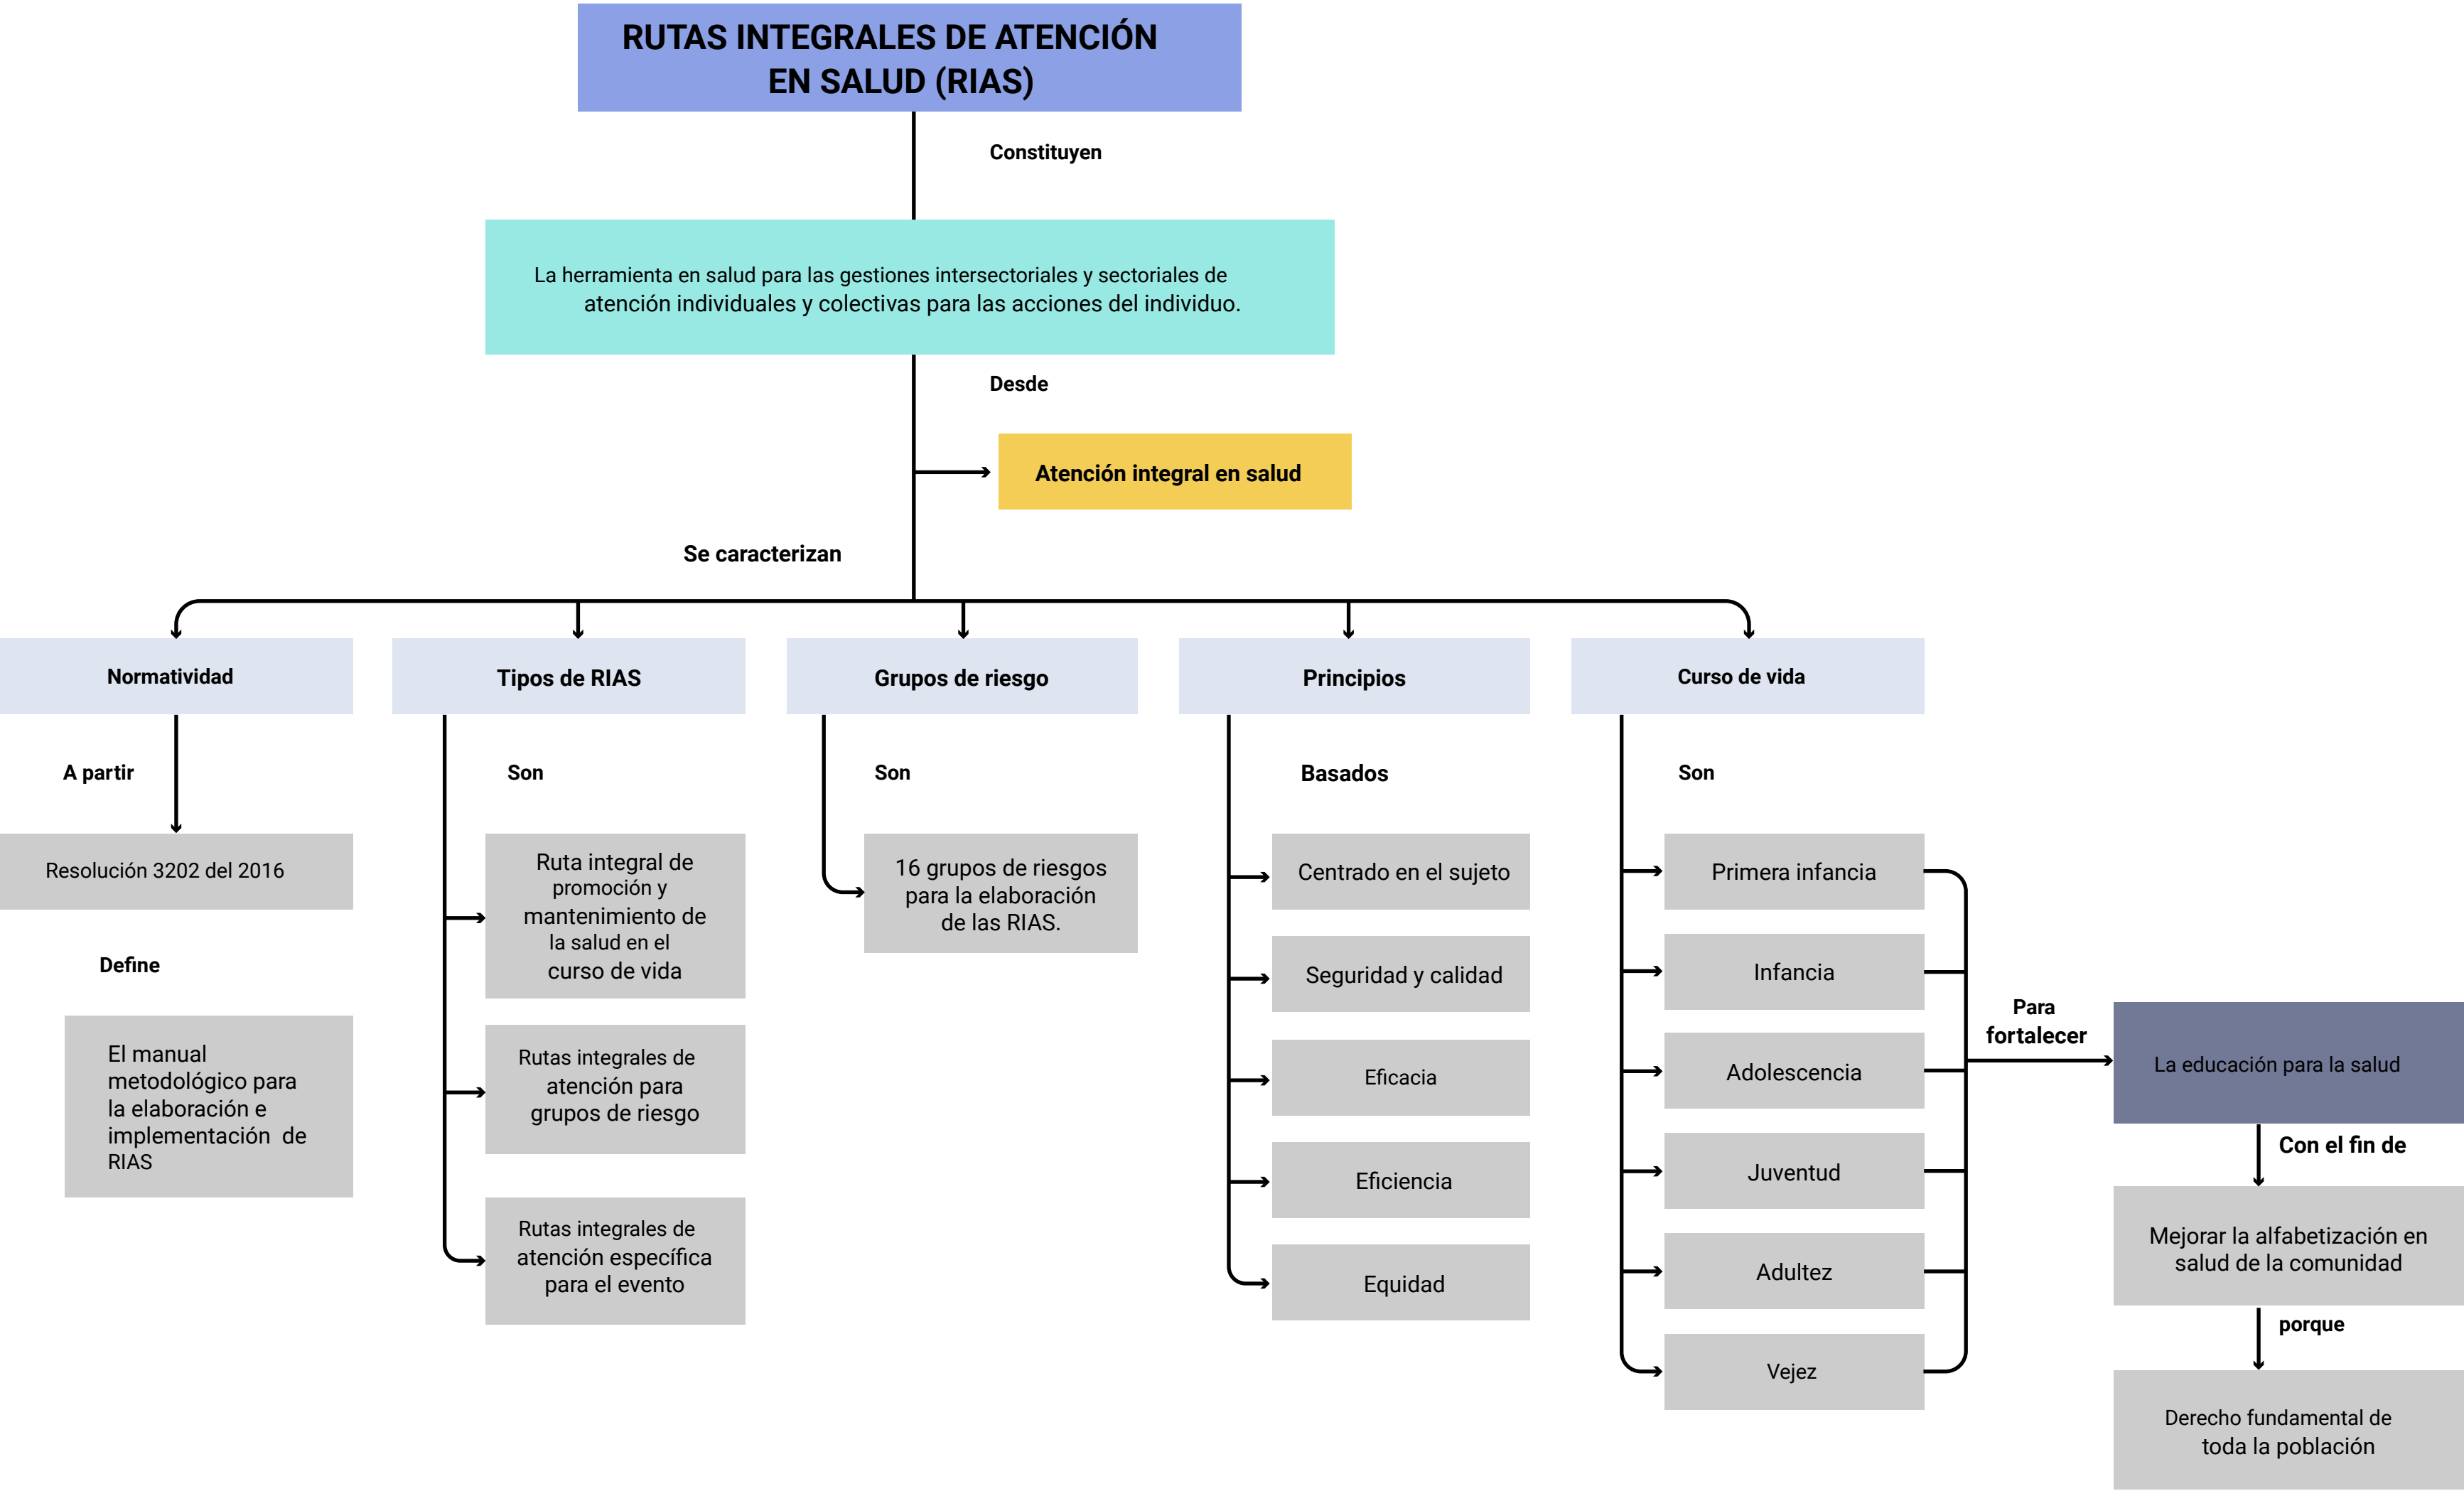 RUTAS INTEGRALES DE ATENCIÓN
EN SALUD (RIAS)
Constituyen
La herramienta en salud para las gestiones intersectoriales y sectoriales de
atención individuales y colectivas para las acciones del individuo.
Desde
Atención integral en salud
Se caracterizan
Normatividad
A partir
Resolución 3202 del 2016
Define
El manual
metodológico para
la elaboración e
implementación de
RIAS
Tipos de RIAS
Son
Ruta integral de
promoción y
mantenimiento de
la salud en el
curso de vida
Rutas integrales de
atención para
grupos de riesgo
Rutas integrales de
atención específica
para el evento
Grupos de riesgo
Son
16 grupos de riesgos
para la elaboración
de las RIAS.
Principios
Basados
Centrado en el sujeto
Seguridad y calidad
Eficacia
Eficiencia
Equidad
Curso de vida
Son
Primera infancia
Infancia
Adolescencia
Juventud
Adultez
Vejez
Para
fortalecer
La educación para la salud
Con el fin de
Mejorar la alfabetización en
salud de la comunidad
porque
Derecho fundamental de
toda la población